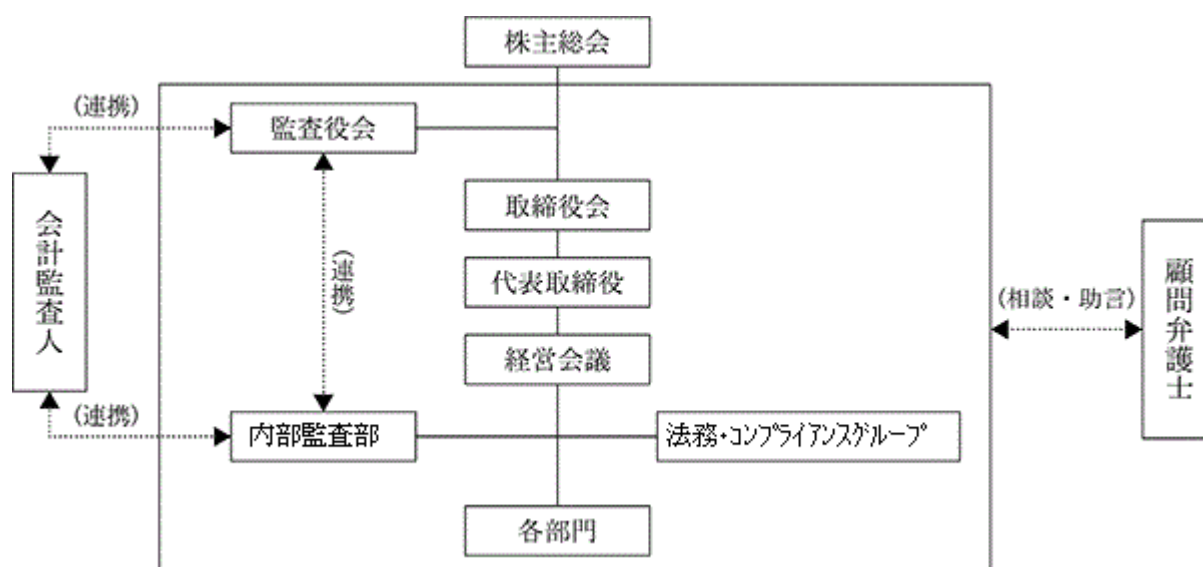 株主総会
(連携)
監査役会
取締役会
会計監査人
(連携)
代表取締役
顧問弁護士
(相談・助言)
経営会議
(連携)
内部監査部
法務・コンプライアンスグループ
各部門